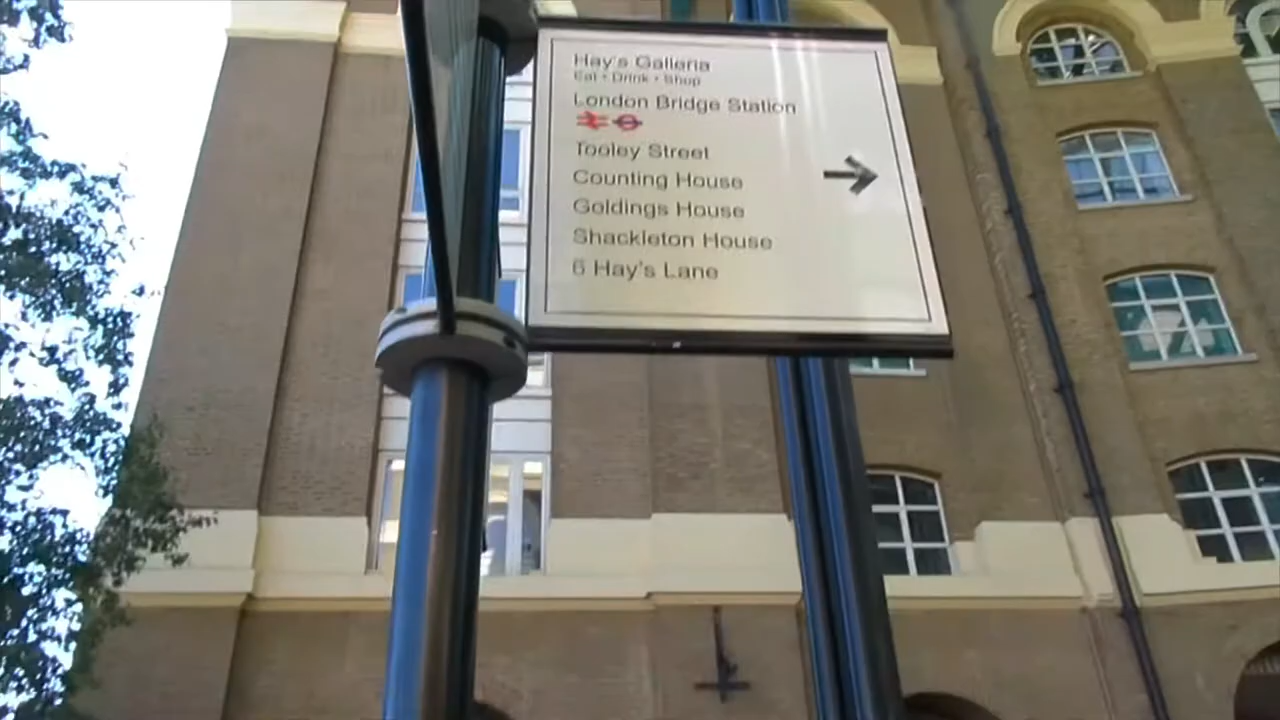 Hay's Galleria
Eat • Drink • Shop
London Bridge Station
Tooley Street
Counting House
Goldings House
Shackleton House
6 Hay's Lane